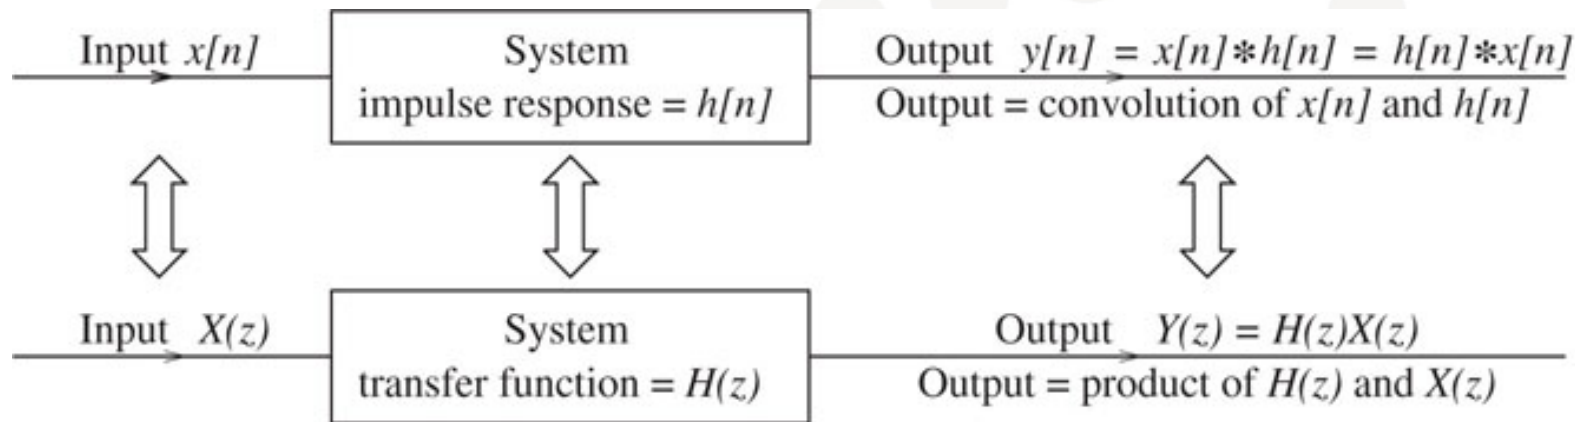 Input x[n]
System
impulse response = h[n]
Output y[n] = x[n]*h[n] = h[n]*x[n]
Output = convolution of x[n] and h[n]
Input X(z)
System
transfer function = H(z)
Output Y(z) = H(z)X(z)
Output = product of H(z) and X(z)